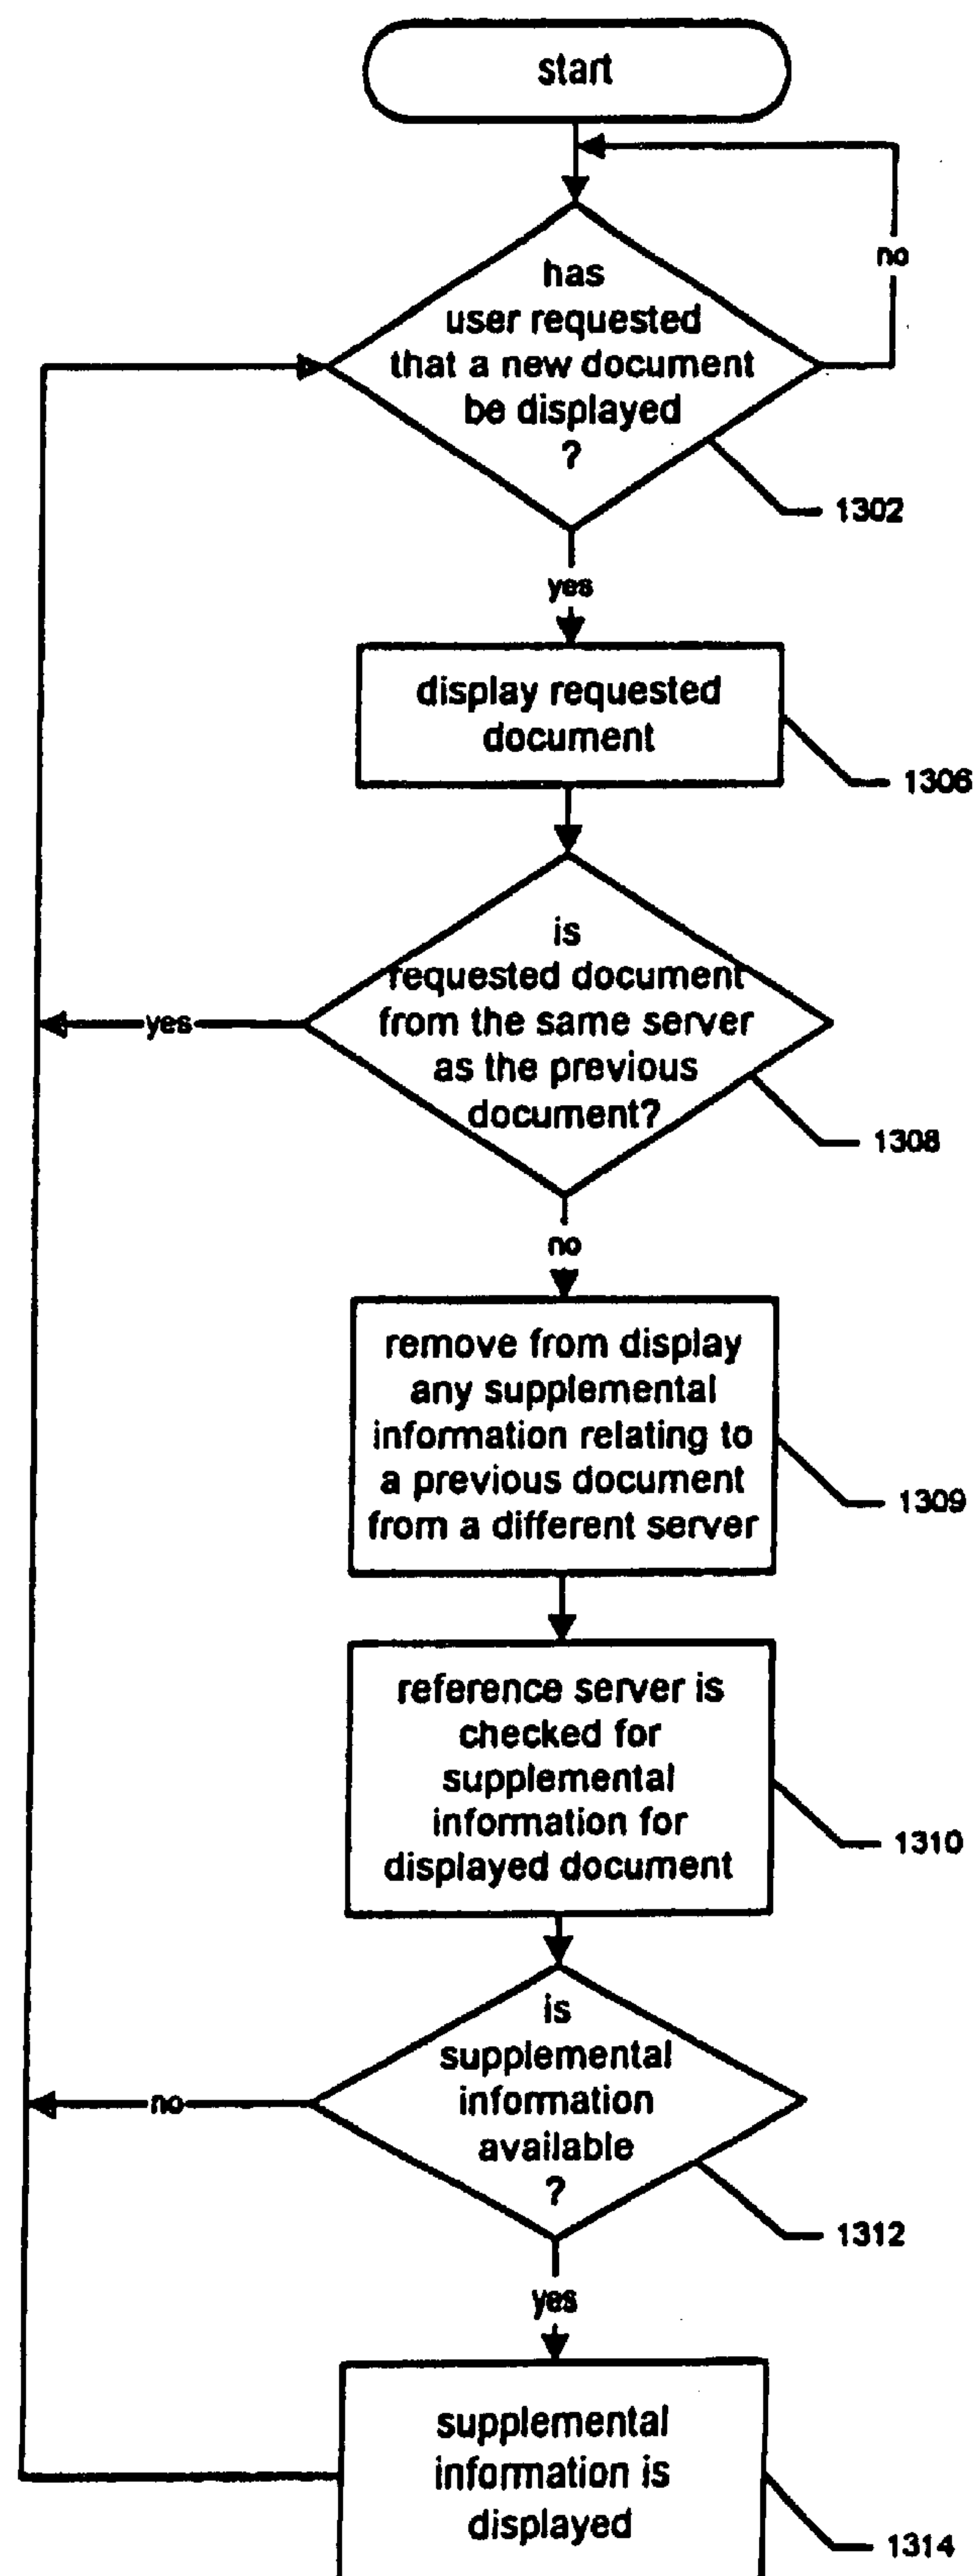 start
no
has
user requested
that a new document
be displayed
?
1302
yes
display requested
document
1306
is
requested document
from the same server
as the previous
document?
yes
1308
no
remove from display
any supplemental
information relating to
a previous document
from a different server
1309
reference server is
checked for
supplemental
information for
displayed document
1310
is
supplemental
information
available
?
no
1312
yes
supplemental
information is
displayed
1314